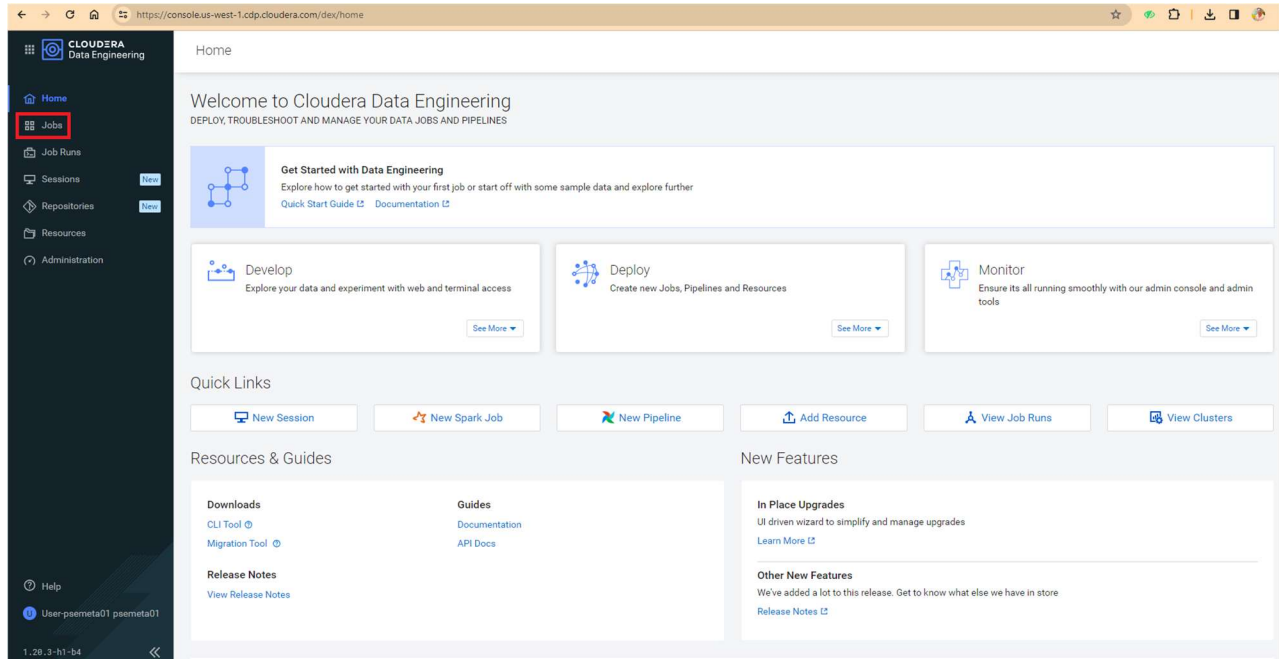 https://console.us-west-1.cdp.cloudera.com/dex/home
CLOUDERA
Data Engineering
Home
Jobs
Job Runs
Sessions New
Repositories New
Resources
Administration
Help
U User-psemeta01 psemeta01
1.20.3-h1-b4
Home
Welcome to Cloudera Data Engineering
DEPLOY, TROUBLESHOOT AND MANAGE YOUR DATA JOBS AND PIPELINES
Get Started with Data Engineering
Explore how to get started with your first job or start off with some sample data and explore further
Quick Start Guide Documentation
Develop
Explore your data and experiment with web and terminal access
See More
Deploy
Create new Jobs, Pipelines and Resources
See More
Monitor
Ensure its all running smoothly with our admin console and admin
tools
See More
Quick Links
New Session New Spark Job New Pipeline Add Resource View Job Runs View Clusters
Resources & Guides
Downloads
CLI Tool
Migration Tool
Guides
Documentation
API Docs
Release Notes
View Release Notes
New Features
In Place Upgrades
UI driven wizard to simplify and manage upgrades
Learn More
Other New Features
We've added a lot to this release. Get to know what else we have in store
Release Notes